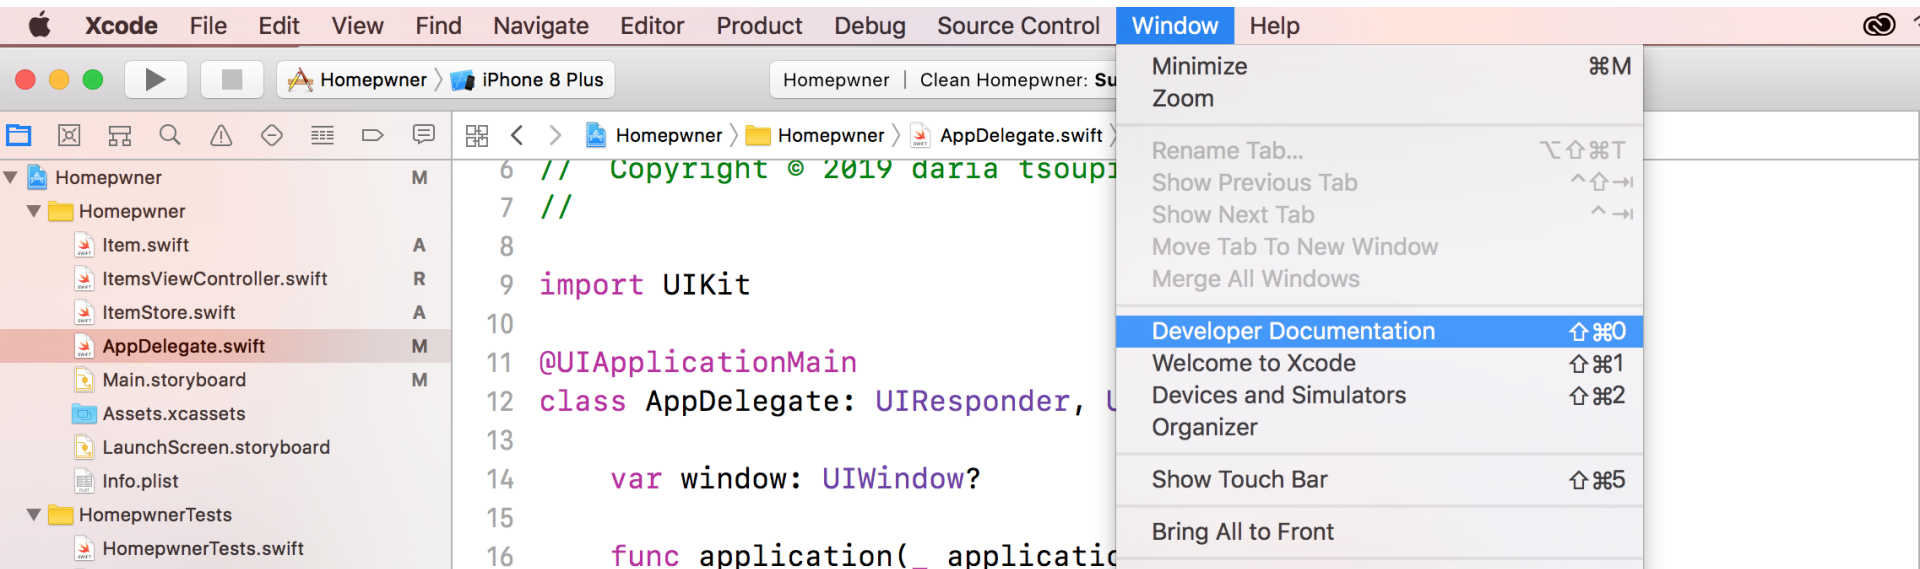 Xcode File Edit View Find Navigate Editor Product Debug Source Control Window Help
Homepwner iPhone 8 Plus
Homepwner | Clean Homepwner:
Homepwner Homepwner AppDelegate.swift
Homepwner M
Homepwner
Item.swift A
ItemsViewController.swift R
ItemStore.swift A
AppDelegate.swift M
Main.storyboard M
Assets.xcassets
LaunchScreen.storyboard
Info.plist
HomepwnerTests
HomepwnerTests.swift
6 // Copyright © 2019 daria
7 //
8
9 import UIKit
10
11 @UIApplicationMain
12 class AppDelegate: UIResponder,
13
14 var window: UIWindow?
15
16 func application(_
Minimize ⌘M
Zoom
Rename Tab... ⌥⇧⌘T
Show Previous Tab ^⇧⇥
Show Next Tab ^⇥
Move Tab To New Window
Merge All Windows
Developer Documentation ⇧⌘0
Welcome to Xcode ⇧⌘1
Devices and Simulators ⇧⌘2
Organizer
Show Touch Bar ⇧⌘5
Bring All to Front